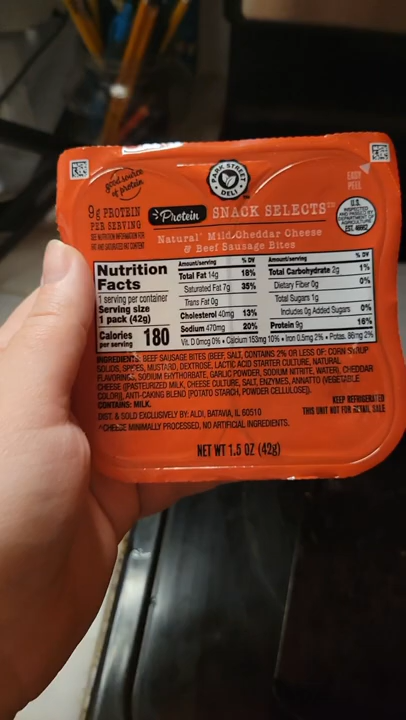 good source
of protein
PARK STREET
DELI
TM
EASY
PEEL
9g PROTEIN
PER SERVING
SEE NUTRITION INFORMATION FOR
FAT AND SATURATED FAT CONTENT
Protein SNACK SELECTS
U.S.
INSPECTED
AND PASSED BY
DEPARTMENT OF
AGRICULTURE
Natural* Mild Cheddar Cheese
& Beef Sausage Bites
Nutrition
Facts
1 serving per container
Serving size
1 pack (42g)
Calories
per serving 180
Amount/serving % DV
Total Fat 14g 18%
Saturated Fat 7g 35%
Trans Fat 0g
Cholesterol 40mg 13%
Sodium 470mg 20%
Amount/serving % DV
Total Carbohydrate 2g 1%
Dietary Fiber 0g 0%
Total Sugars 1g
Includes 0g Added Sugars 0%
Protein 9g 16%
Vit. D 0mcg 0% • Calcium 153mg 10% • Iron 0.5mg 2% • Potas. 86mg 2%
INGREDIENTS: BEEF SAUSAGE BITES (BEEF, SALT, CONTAINS 2% OR LESS OF: CORN SYRUP
SOLIDS, SPICES, MUSTARD, DEXTROSE, LACTIC ACID STARTER CULTURE, NATURAL
FLAVORINGS, SODIUM ERYTHORBATE, GARLIC POWDER, SODIUM NITRITE, WATER), CHEDDAR
CHEESE ([PASTEURIZED MILK, CHEESE CULTURE, SALT, ENZYMES, ANNATTO (VEGETABLE
COLOR)], ANTI-CAKING BLEND [POTATO STARCH, POWDER, CELLULOSE]).
CONTAINS: MILK.
DIST. & SOLD EXCLUSIVELY BY: ALDI, BATAVIA, IL 60510
*CHEESE MINIMALLY PROCESSED, NO ARTIFICIAL INGREDIENTS.
KEEP REFRIGERATED
THIS UNIT NOT FOR RETAIL SALE
NET WT 1.5 OZ (42g)